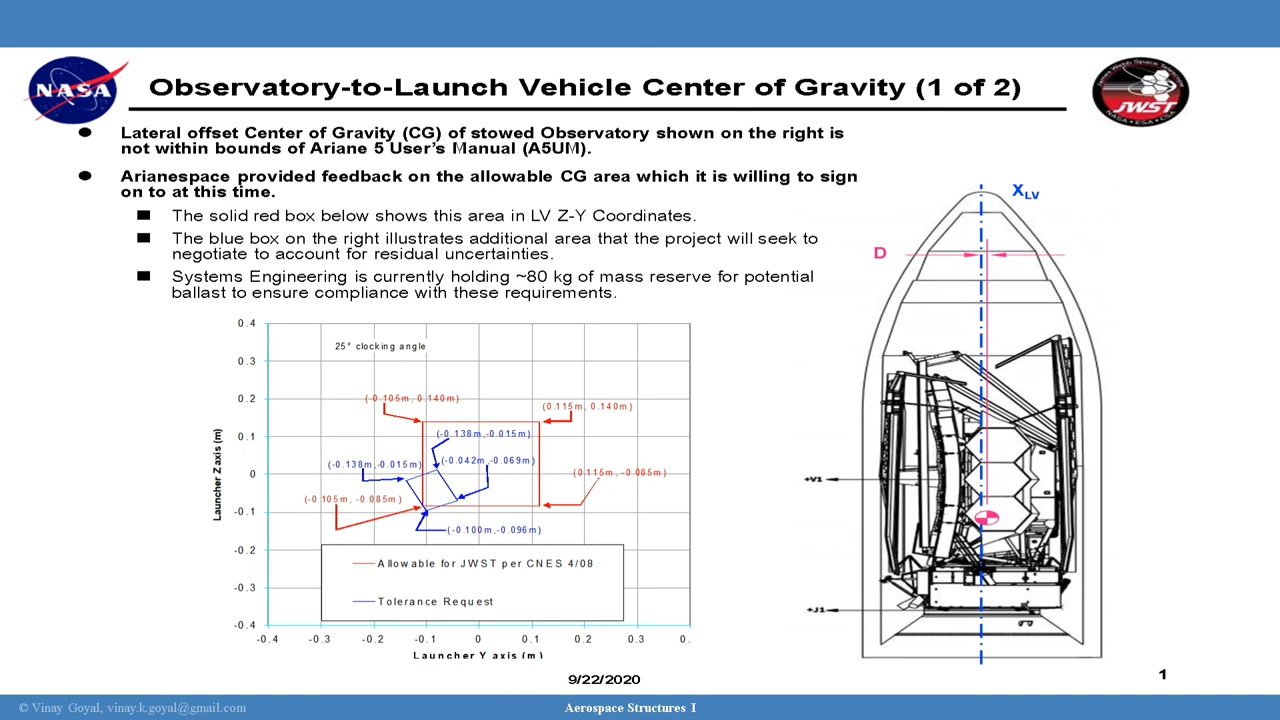 NASA
Observatory-to-Launch Vehicle Center of Gravity (1 of 2)
JWST
NASA • ESA • CSA
Lateral offset Center of Gravity (CG) of stowed Observatory shown on the right is
not within bounds of Ariane 5 User's Manual (A5UM).
Arianespace provided feedback on the allowable CG area which it is willing to sign
on to at this time.
The solid red box below shows this area in LV Z-Y Coordinates.
The blue box on the right illustrates additional area that the project will seek to
negotiate to account for residual uncertainties.
Systems Engineering is currently holding ~80 kg of mass reserve for potential
ballast to ensure compliance with these requirements.
XLV
D
+V1
+J1
0.4
0.3
0.2
0.1
0
-0.1
-0.2
-0.3
-0.4
Launcher Z axis (m)
25° clocking angle
(-0.105m, 0.140m)
(0.115m, 0.140m)
(-0.138m,-0.015m)
(-0.042m,-0.069m)
(-0.138m,-0.015m)
(0.115m, -0.085m)
(-0.105m, -0.085m)
(-0.100m,-0.096m)
Allowable for JWST per CNES 4/08
Tolerance Request
-0.4 -0.3 -0.2 -0.1 0 0.1 0.2 0.3 0.
Launcher Y axis (m)
9/22/2020
1
© Vinay Goyal, vinay.k.goyal@gmail.com
Aerospace Structures I